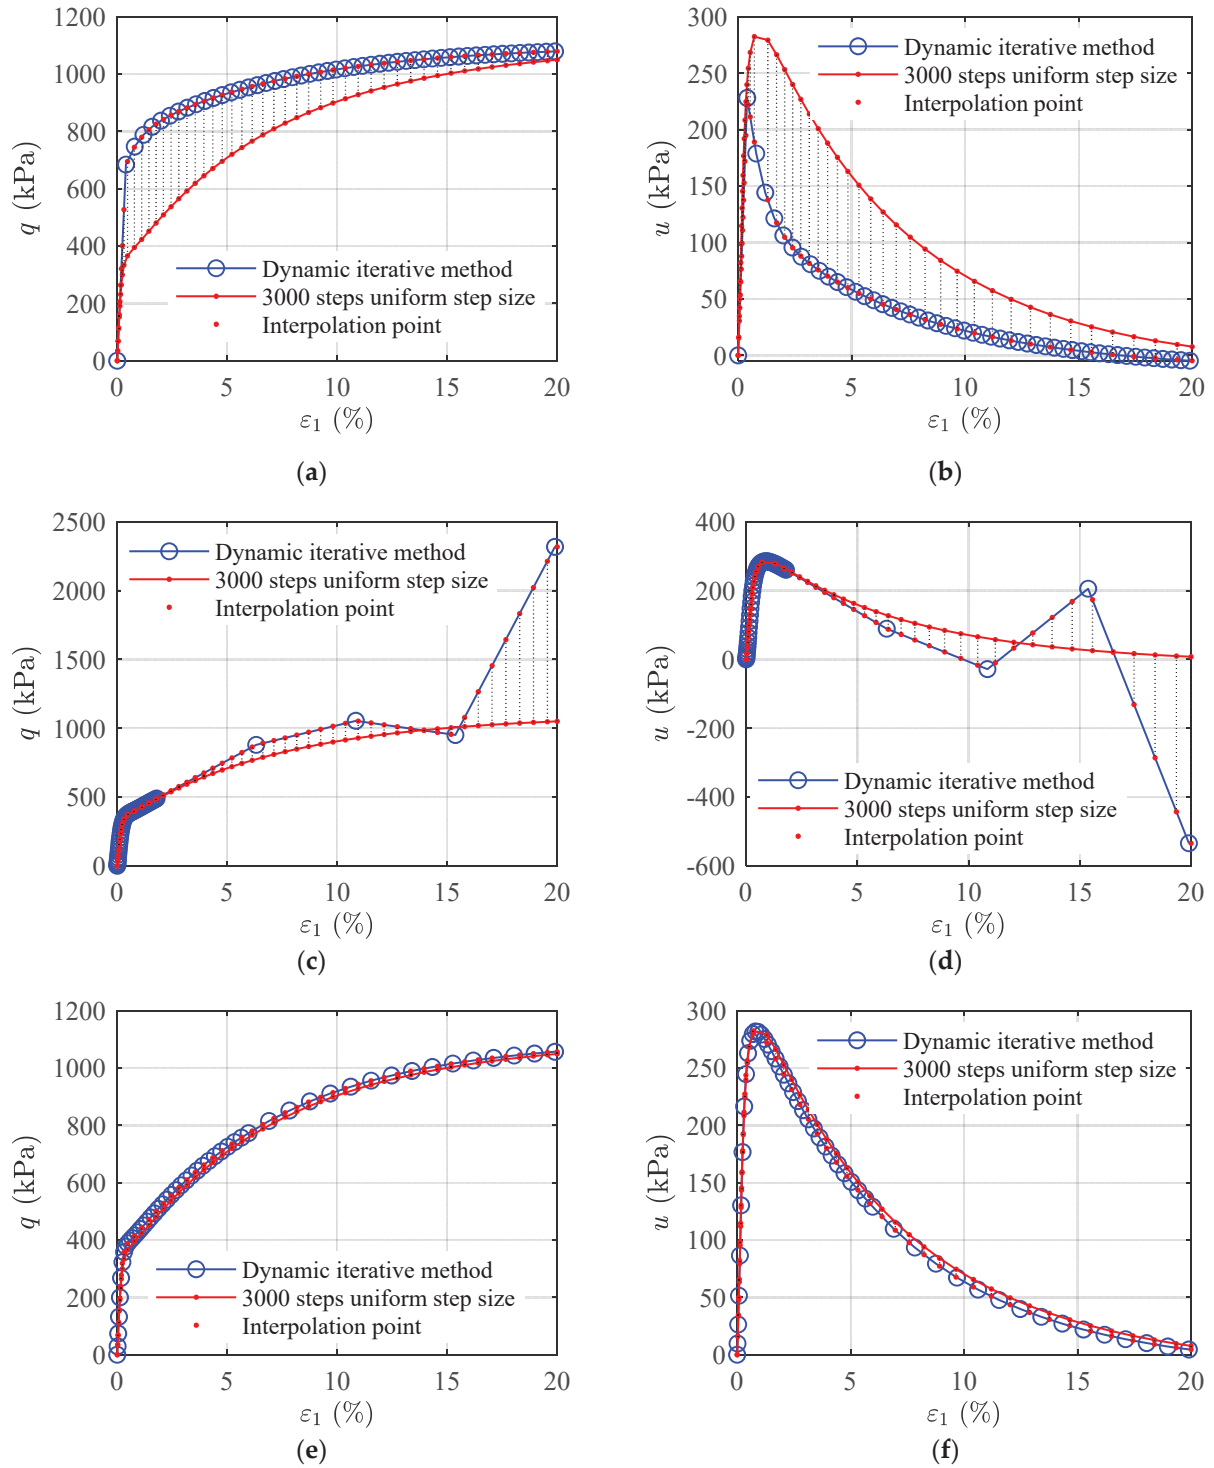 1200
1000
800
600
400
200
0
q (kPa)
Dynamic iterative method
3000 steps uniform step size
Interpolation point
0 5 10 15 20
ε1 (%)
(a)
300
250
200
150
100
50
0
u (kPa)
Dynamic iterative method
3000 steps uniform step size
Interpolation point
0 5 10 15 20
ε1 (%)
(b)
2500
2000
1500
1000
500
0
q (kPa)
Dynamic iterative method
3000 steps uniform step size
Interpolation point
0 5 10 15 20
ε1 (%)
(c)
400
200
0
-200
-400
-600
u (kPa)
Dynamic iterative method
3000 steps uniform step size
Interpolation point
0 5 10 15 20
ε1 (%)
(d)
1200
1000
800
600
400
200
0
q (kPa)
Dynamic iterative method
3000 steps uniform step size
Interpolation point
0 5 10 15 20
ε1 (%)
(e)
300
250
200
150
100
50
0
u (kPa)
Dynamic iterative method
3000 steps uniform step size
Interpolation point
0 5 10 15 20
ε1 (%)
(f)